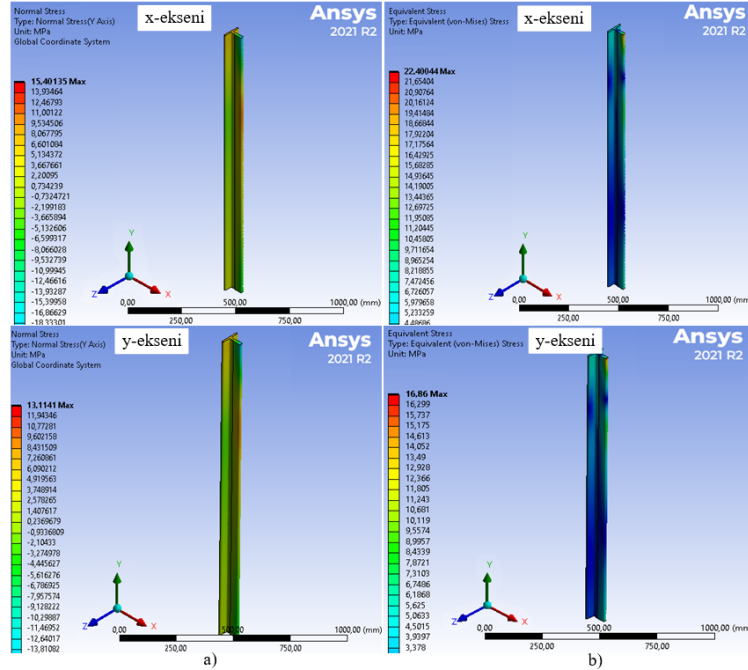 Normal Stress
Type: Normal Stress(Y Axis)
Unit: MPa
Global Coordinate System
x-ekseni
Ansys
2021 R2
15,40135 Max
13,93464
12,46793
11,00122
9,534506
8,067795
6,601084
5,134372
3,667661
2,20095
0,734239
-0,7324721
-2,199183
-3,665894
-5,132606
-6,599317
-8,066028
-9,532739
-10,99945
-12,46616
-13,93287
-15,39958
-16,86629
-18,33301
Y
Z
X
0,00
500,00
1000,00 (mm)
250,00
750,00
Equivalent Stress
Type: Equivalent (von-Mises) Stress
Unit: MPa
x-ekseni
Ansys
2021 R2
22,40044 Max
21,65404
20,90764
20,16124
19,41484
18,66844
17,92204
17,17564
16,42925
15,68285
14,93645
14,19005
13,44365
12,69725
11,95085
11,20445
10,45805
9,711654
8,965254
8,218855
7,472456
6,726057
5,979658
5,233259
4,48686
Y
Z
X
0,00
500,00
1000,00 (mm)
250,00
750,00
Normal Stress
Type: Normal Stress(Y Axis)
Unit: MPa
Global Coordinate System
y-ekseni
Ansys
2021 R2
13,1141 Max
11,94346
10,77281
9,602158
8,431509
7,260861
6,090212
4,919563
3,748914
2,578265
1,407617
0,2369679
-0,9336809
-2,10433
-3,274978
-4,445627
-5,616276
-6,786925
-7,957574
-9,128222
-10,29887
-11,46952
-12,64017
-13,81082
Y
Z
X
0,00
500,00
1000,00 (mm)
250,00
750,00
a)
Equivalent Stress
Type: Equivalent (von-Mises) Stress
Unit: MPa
y-ekseni
Ansys
2021 R2
16,86 Max
16,299
15,737
15,175
14,613
14,052
13,49
12,928
12,366
11,805
11,243
10,681
10,119
9,5574
8,9957
8,4339
7,8721
7,3103
6,7486
6,1868
5,625
5,0633
4,5015
3,9397
3,378
Y
Z
X
0,00
500,00
1000,00 (mm)
250,00
750,00
b)